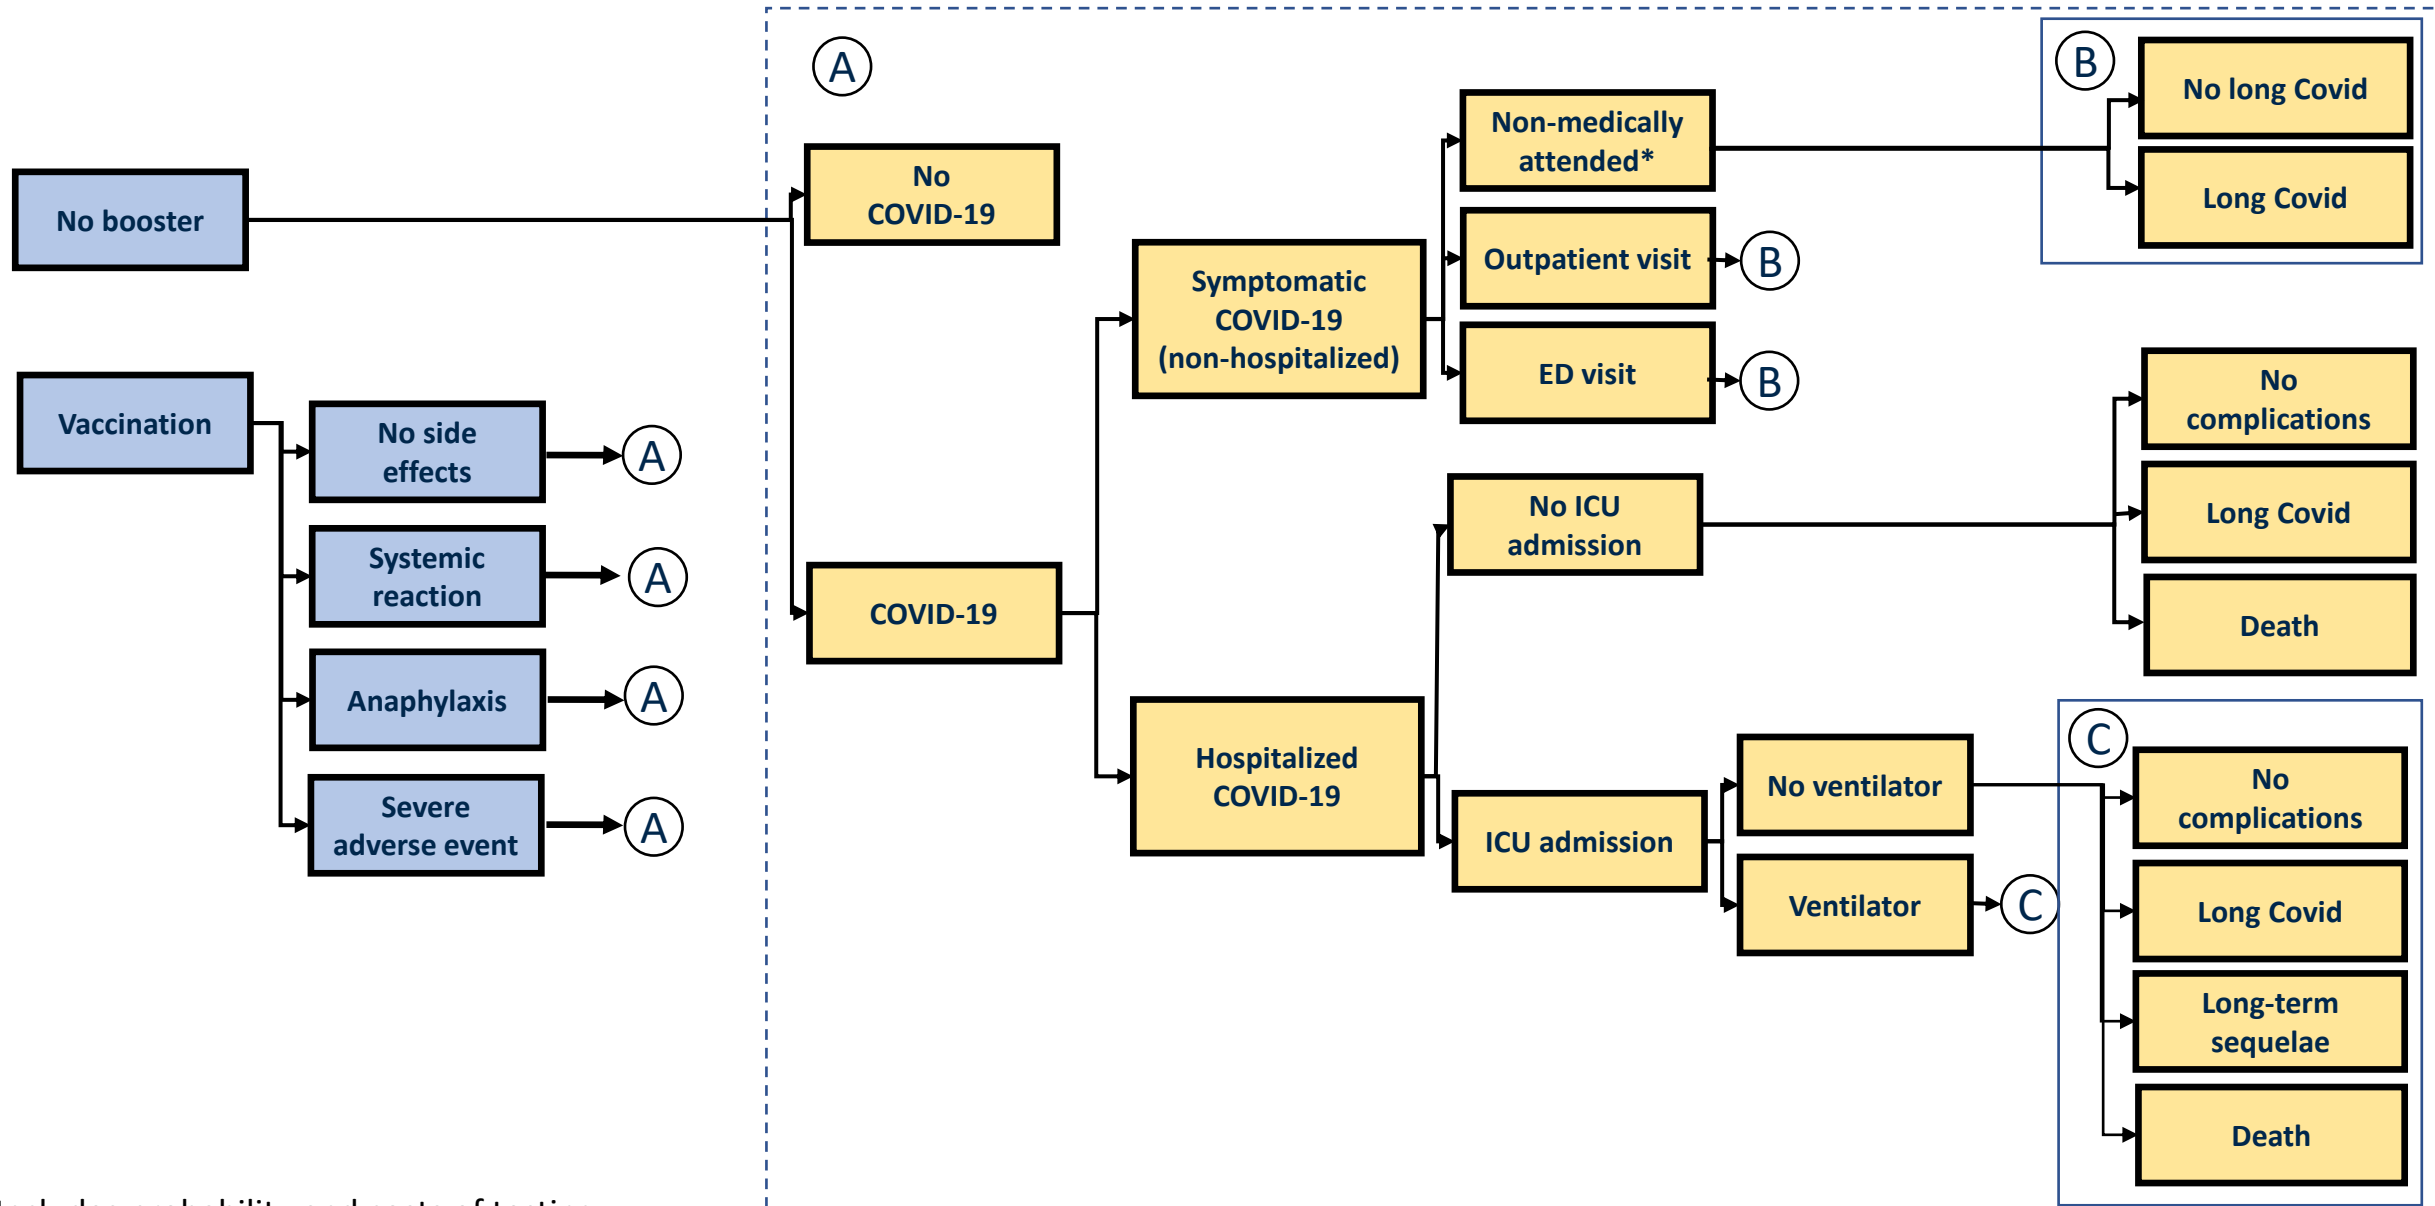 A
B
No long Covid
Long Covid
Non-medically
attended*
No
COVID-19
No booster
Outpatient visit
B
Symptomatic
COVID-19
(non-hospitalized)
ED visit
B
No
complications
Long Covid
Death
Vaccination
No side
effects
A
Systemic
reaction
A
Anaphylaxis
A
Severe
adverse event
A
COVID-19
No ICU
admission
Hospitalized
COVID-19
ICU admission
No ventilator
Ventilator
C
C
No
complications
Long Covid
Long-term
sequelae
Death